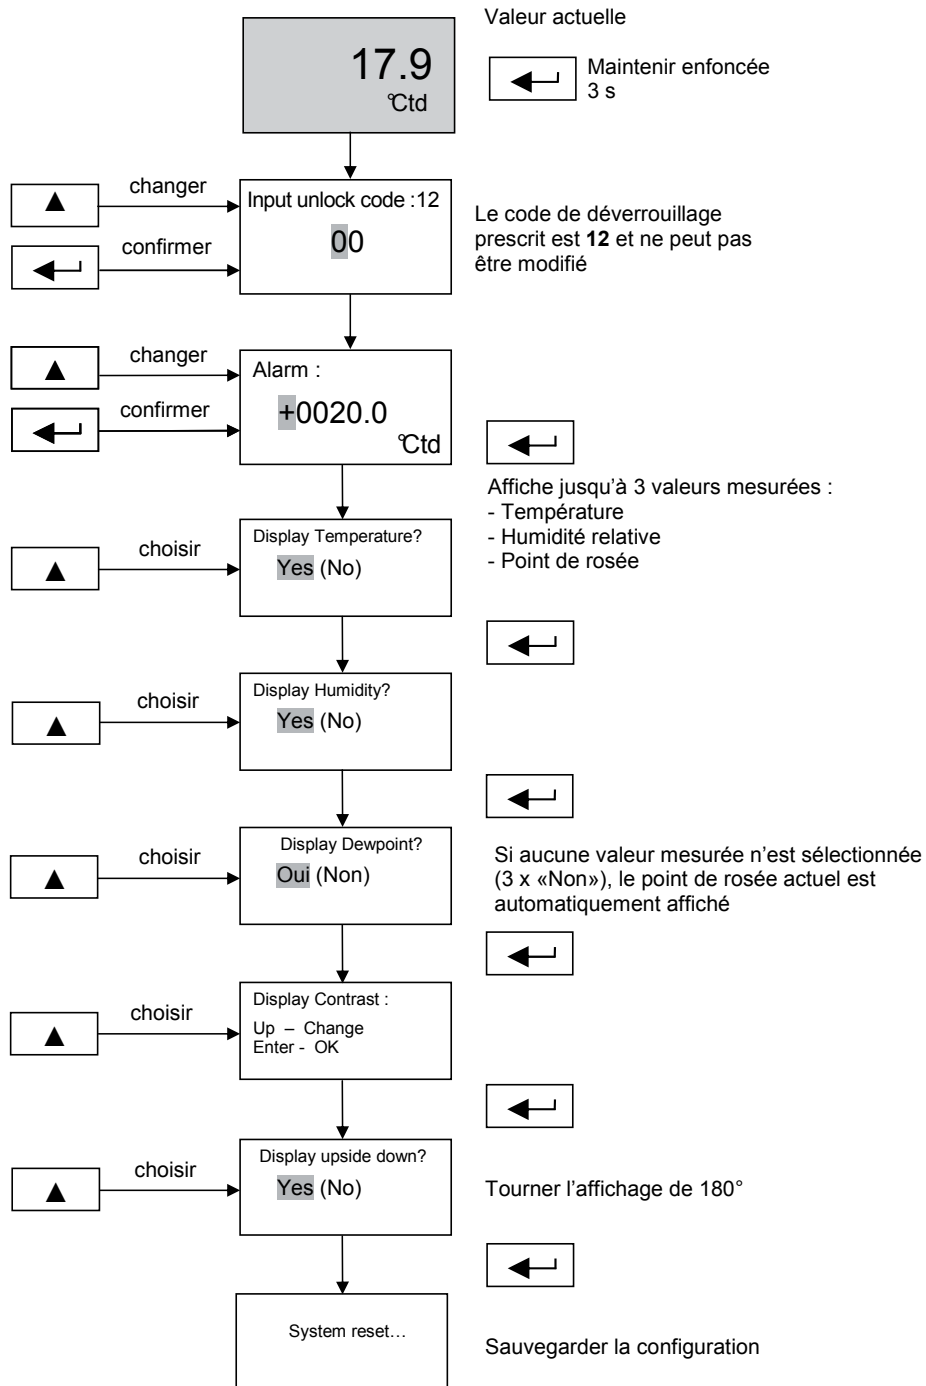 Valeur actuelle
17.9
°Ctd
Maintenir enfoncée
3 s
changer
confirmer
Input unlock code :12
00
Le code de déverrouillage
prescrit est 12 et ne peut pas
être modifié
changer
confirmer
Alarm :
+0020.0
°Ctd
Affiche jusqu'à 3 valeurs mesurées :
- Température
- Humidité relative
- Point de rosée
choisir
Display Temperature?
Yes (No)
choisir
Display Humidity?
Yes (No)
choisir
Display Dewpoint?
Oui (Non)
Si aucune valeur mesurée n'est sélectionnée
(3 x «Non»), le point de rosée actuel est
automatiquement affiché
choisir
Display Contrast :
Up – Change
Enter - OK
choisir
Display upside down?
Yes (No)
Tourner l'affichage de 180°
System reset…
Sauvegarder la configuration